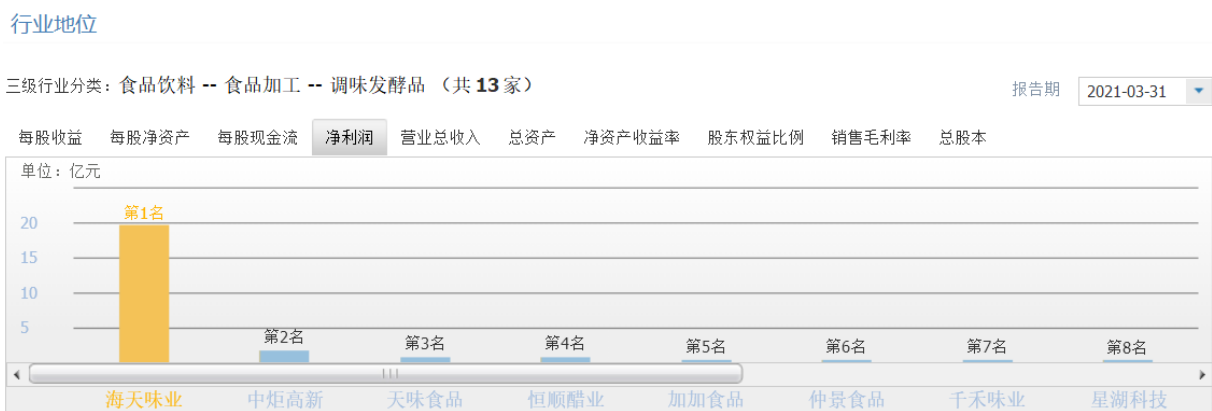 行业地位
三级行业分类：食品饮料 -- 食品加工 -- 调味发酵品 （共 13 家）
报告期 2021-03-31
每股收益 每股净资产 每股现金流 净利润 营业总收入 总资产 净资产收益率 股东权益比例 销售毛利率 总股本
单位：亿元
第1名
20
15
10
5
第2名 第3名 第4名 第5名 第6名 第7名 第8名
海天味业 中炬高新 天味食品 恒顺醋业 加加食品 仲景食品 千禾味业 星湖科技